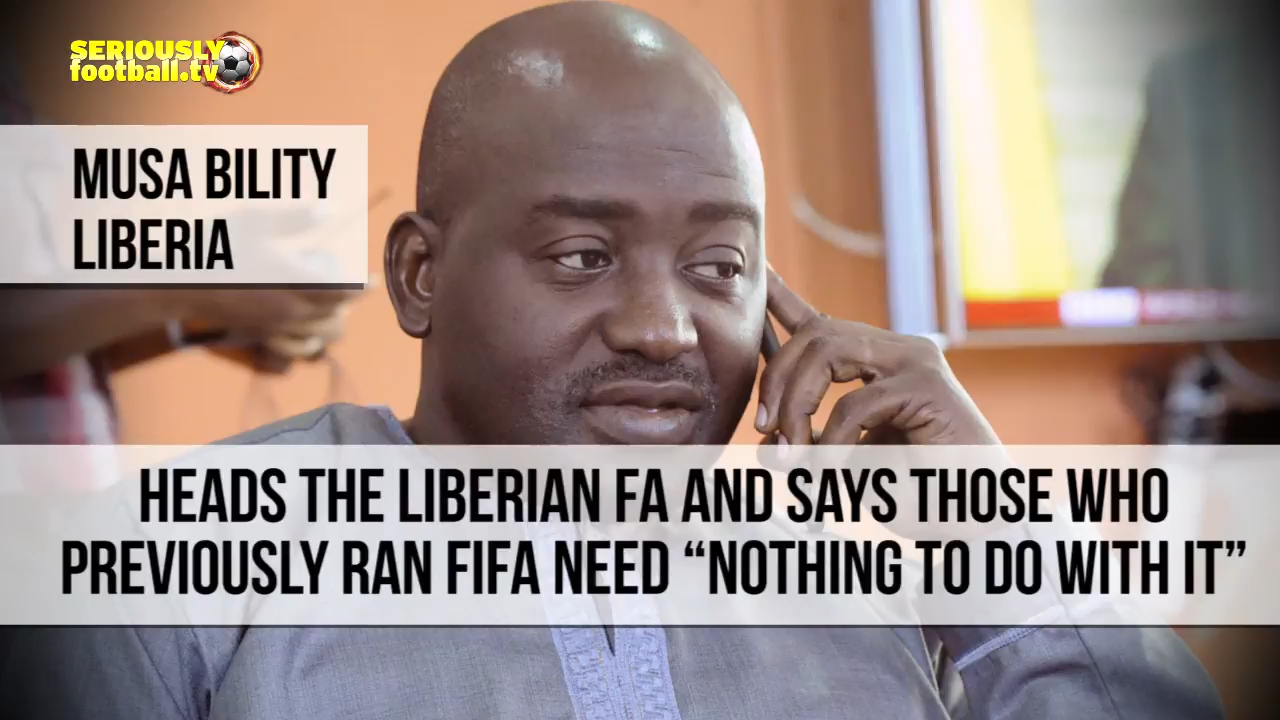 SERIOUSLY
football.tv
MUSA BILITY
LIBERIA
HEADS THE LIBERIAN FA AND SAYS THOSE WHO
PREVIOUSLY RAN FIFA NEED “NOTHING TO DO WITH IT”